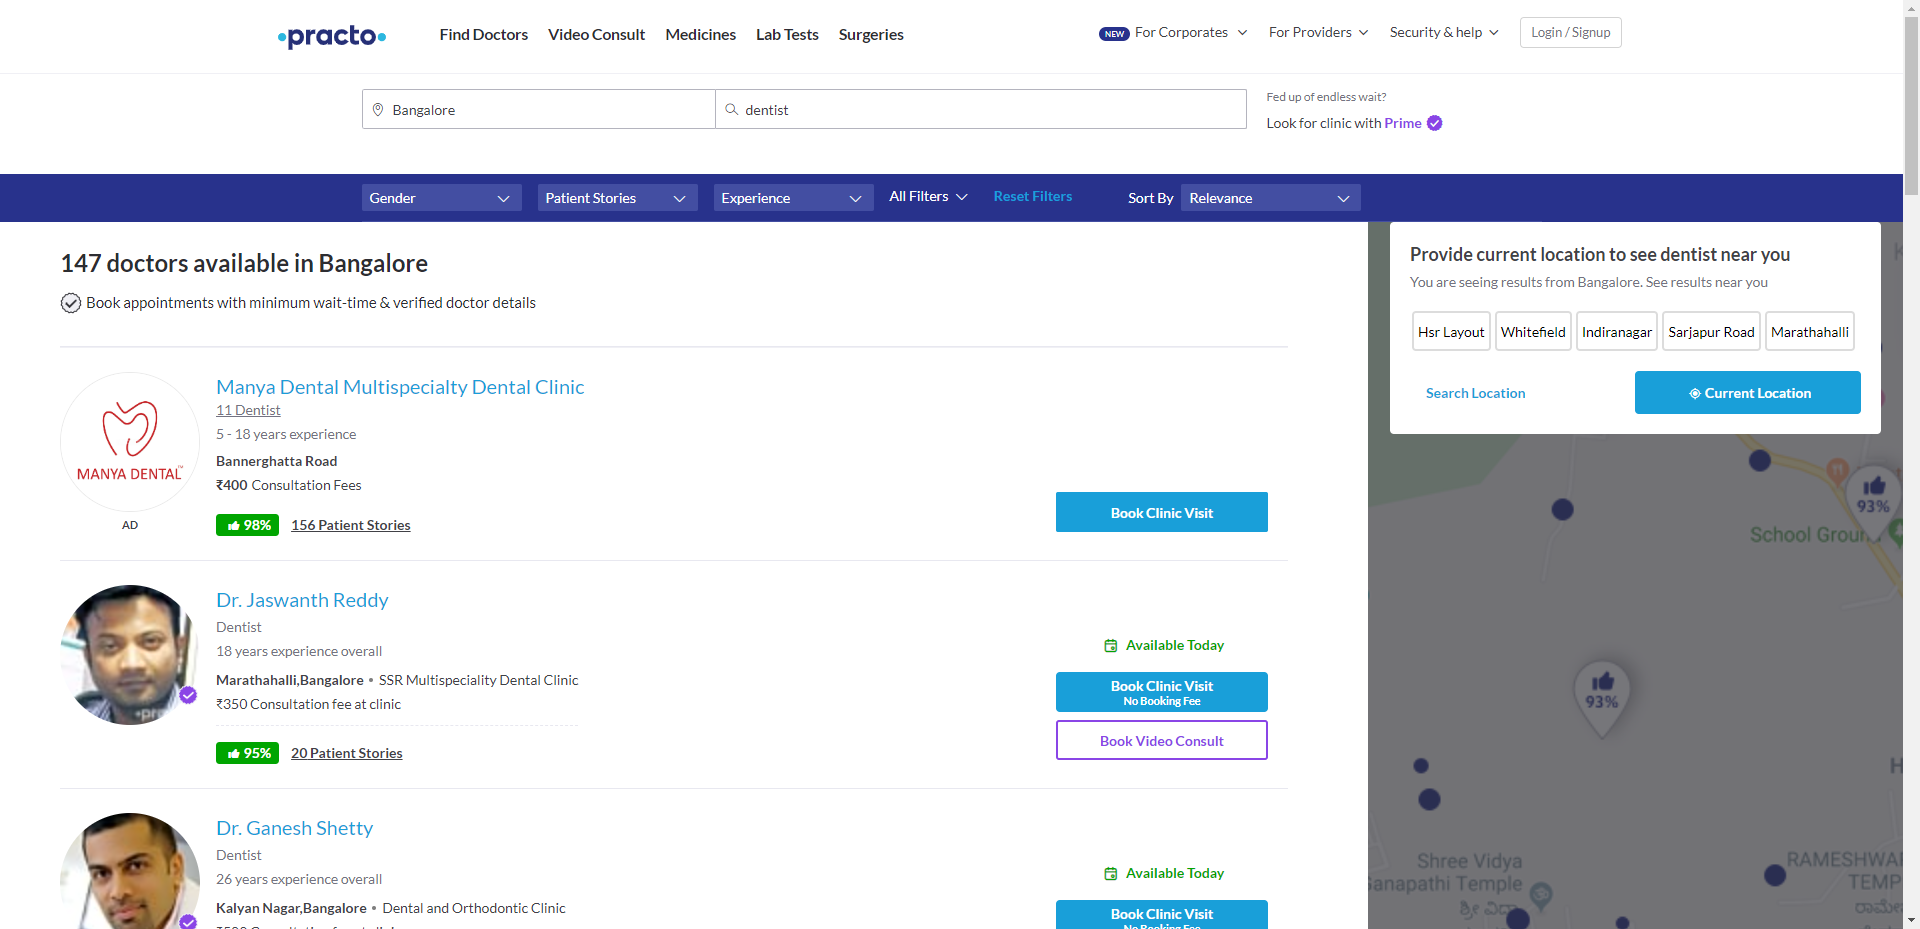 practo
Find Doctors
Video Consult
Medicines
Lab Tests
Surgeries
NEW For Corporates
For Providers
Security & help
Login / Signup
Bangalore
dentist
Fed up of endless wait?
Look for clinic with Prime
Gender
Patient Stories
Experience
All Filters
Reset Filters
Sort By
Relevance
147 doctors available in Bangalore
Book appointments with minimum wait-time & verified doctor details
MANYA DENTAL
AD
Manya Dental Multispecialty Dental Clinic
11 Dentist
5 - 18 years experience
Bannerghatta Road
₹400 Consultation Fees
98% 156 Patient Stories
Book Clinic Visit
Dr. Jaswanth Reddy
Dentist
18 years experience overall
Marathahalli,Bangalore • SSR Multispeciality Dental Clinic
₹350 Consultation fee at clinic
95% 20 Patient Stories
Available Today
Book Clinic Visit
No Booking Fee
Book Video Consult
Dr. Ganesh Shetty
Dentist
26 years experience overall
Kalyan Nagar,Bangalore • Dental and Orthodontic Clinic
Available Today
Book Clinic Visit
No Booking Fee
Provide current location to see dentist near you
You are seeing results from Bangalore. See results near you
Hsr Layout
Whitefield
Indiranagar
Sarjapur Road
Marathahalli
Search Location
Current Location
93%
School Groun
93%
Shree Vidya
Ganapathi Temple
ಶ್ರೀ ವಿದ್ಯಾ
RAMESHWA
TEMP